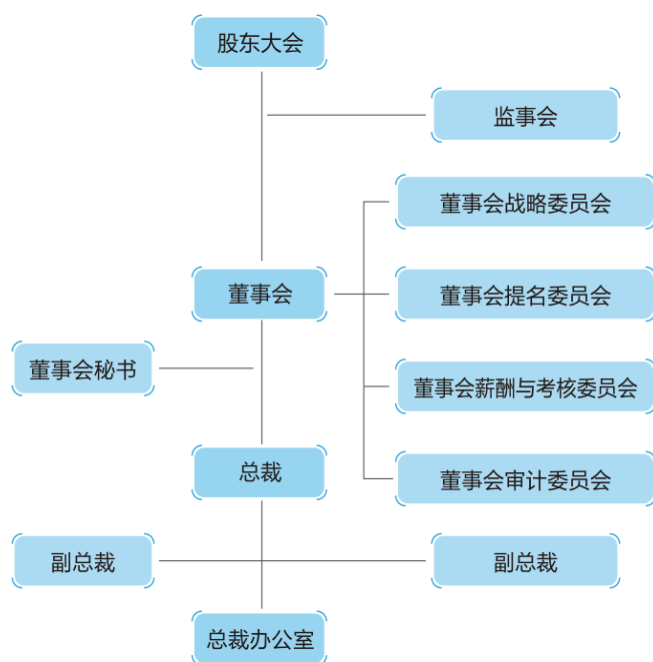 股东大会
监事会
董事会战略委员会
董事会
董事会提名委员会
董事会秘书
董事会薪酬与考核委员会
总裁
董事会审计委员会
副总裁
副总裁
总裁办公室